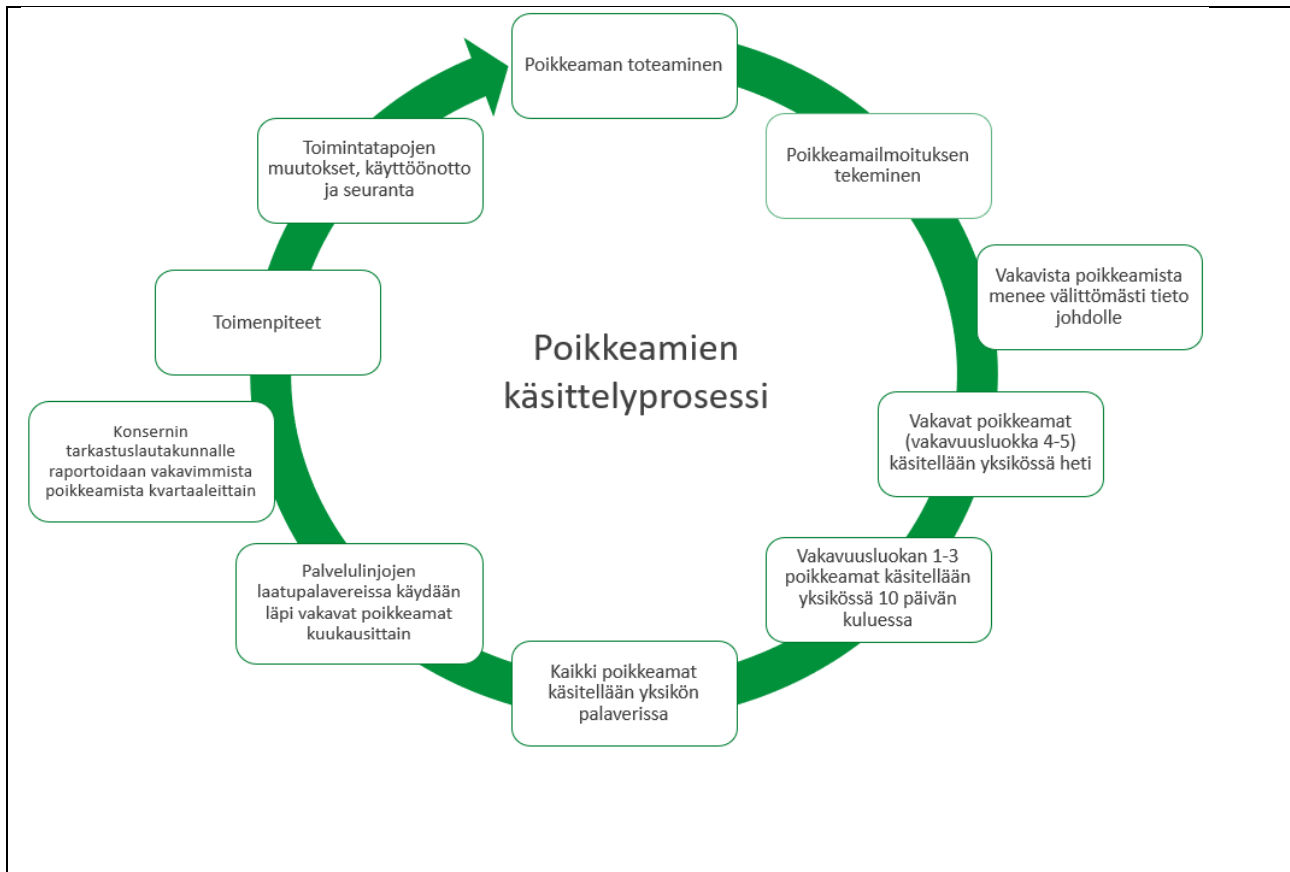 Poikkeaman toteaminen
Poikkeamailmoituksen
tekeminen
Vakavista poikkeamista
menee välittömästi tieto
johdolle
Vakavat poikkeamat
(vakavuusluokka 4-5)
käsitellään yksikössä heti
Vakavuusluokan 1-3
poikkeamat käsitellään
yksikössä 10 päivän
kuluessa
Kaikki poikkeamat
käsitellään yksikön
palaverissa
Palvelulinjojen
laatupalavereissa käydään
läpi vakavat poikkeamat
kuukausittain
Konsernin
tarkastuslautakunnalle
raportoidaan vakavimmista
poikkeamista kvartaaleittain
Toimenpiteet
Toimintatapojen
muutokset, käyttöönotto
ja seuranta
Poikkeamien
käsittelyprosessi